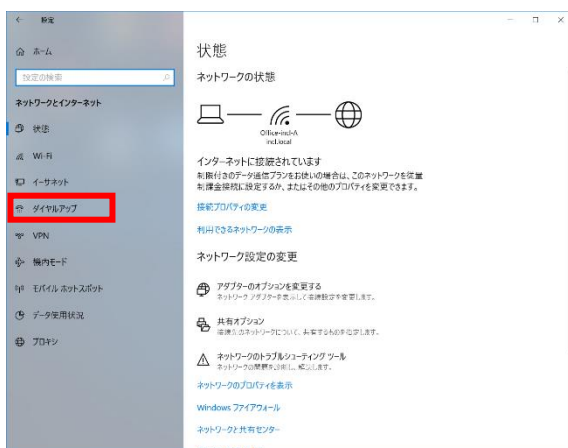 設定
ホーム
設定の検索
ネットワークとインターネット
状態
Wi-Fi
イーサネット
ダイヤルアップ
VPN
機内モード
モバイル ホットスポット
データ使用状況
プロキシ
状態
ネットワークの状態
Office-incl-A
incl.local
インターネットに接続されています
制限付きのデータ通信プランをお使いの場合は、このネットワークを従量
制課金接続に設定するか、またはその他のプロパティを変更できます。
接続プロパティの変更
利用できるネットワークの表示
ネットワーク設定の変更
アダプターのオプションを変更する
ネットワーク アダプターを表示して接続設定を変更します。
共有オプション
接続先のネットワークについて、共有するものを指定します。
ネットワークのトラブルシューティング ツール
ネットワークの問題を診断し、解決します。
ネットワークのプロパティを表示
Windows ファイアウォール
ネットワークと共有センター